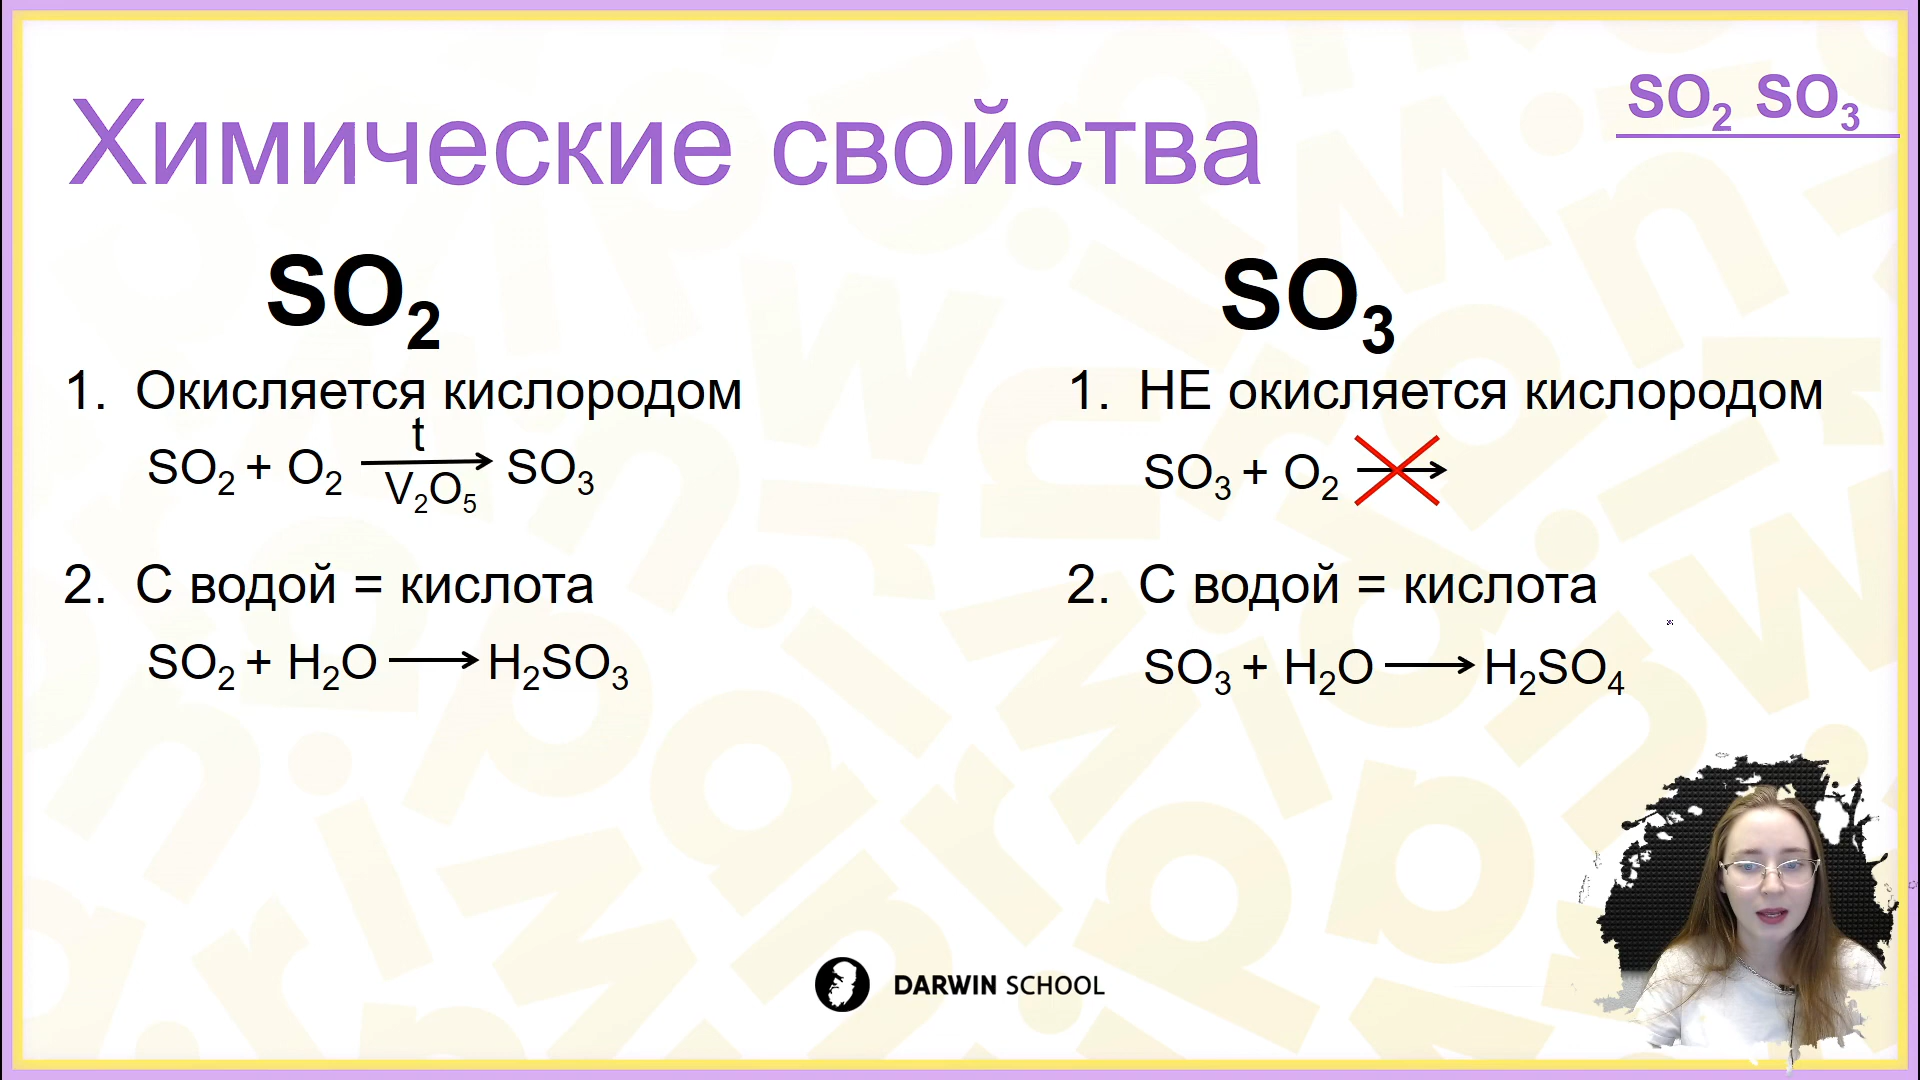 Химические свойства
SO₂ SO₃
SO₂
1. Окисляется кислородом
SO₂ + O₂ →(t, V₂O₅) SO₃
2. С водой = кислота
SO₂ + H₂O → H₂SO₃
SO₃
1. НЕ окисляется кислородом
SO₃ + O₂ →
2. С водой = кислота
SO₃ + H₂O → H₂SO₄
DARWIN SCHOOL